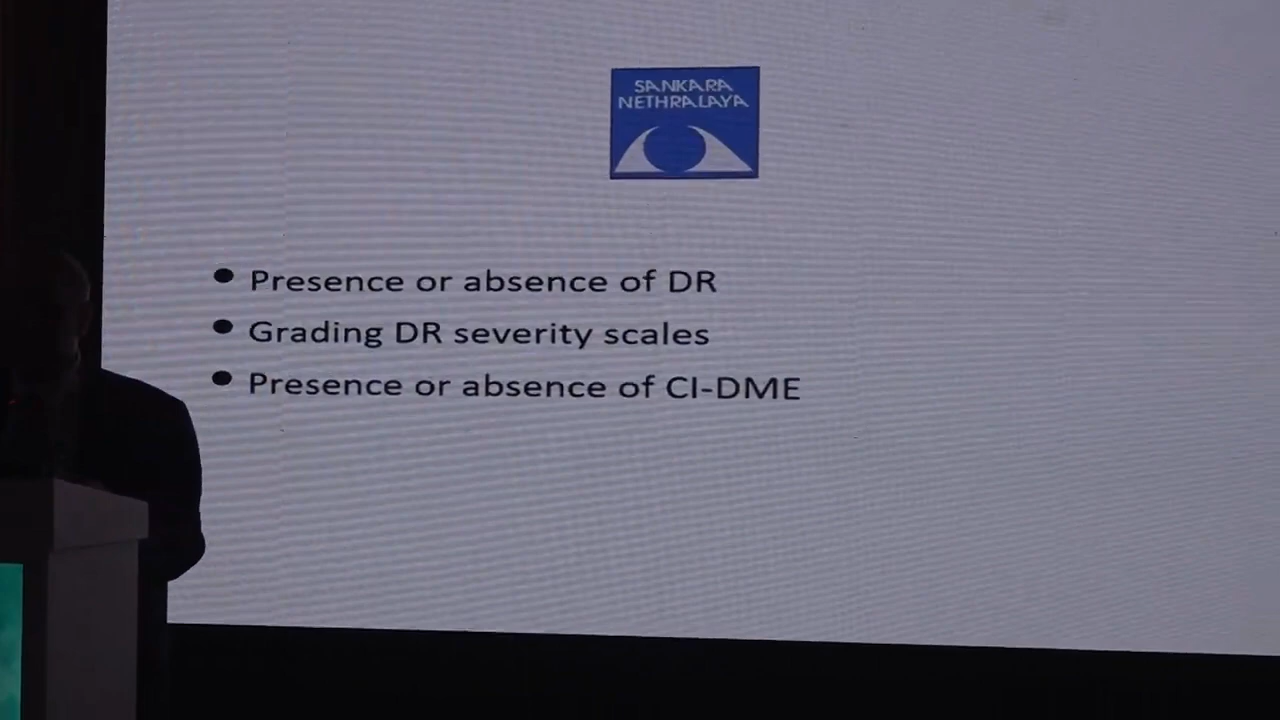 SANKARA
NETHRALAYA
• Presence or absence of DR
• Grading DR severity scales
• Presence or absence of CI-DME